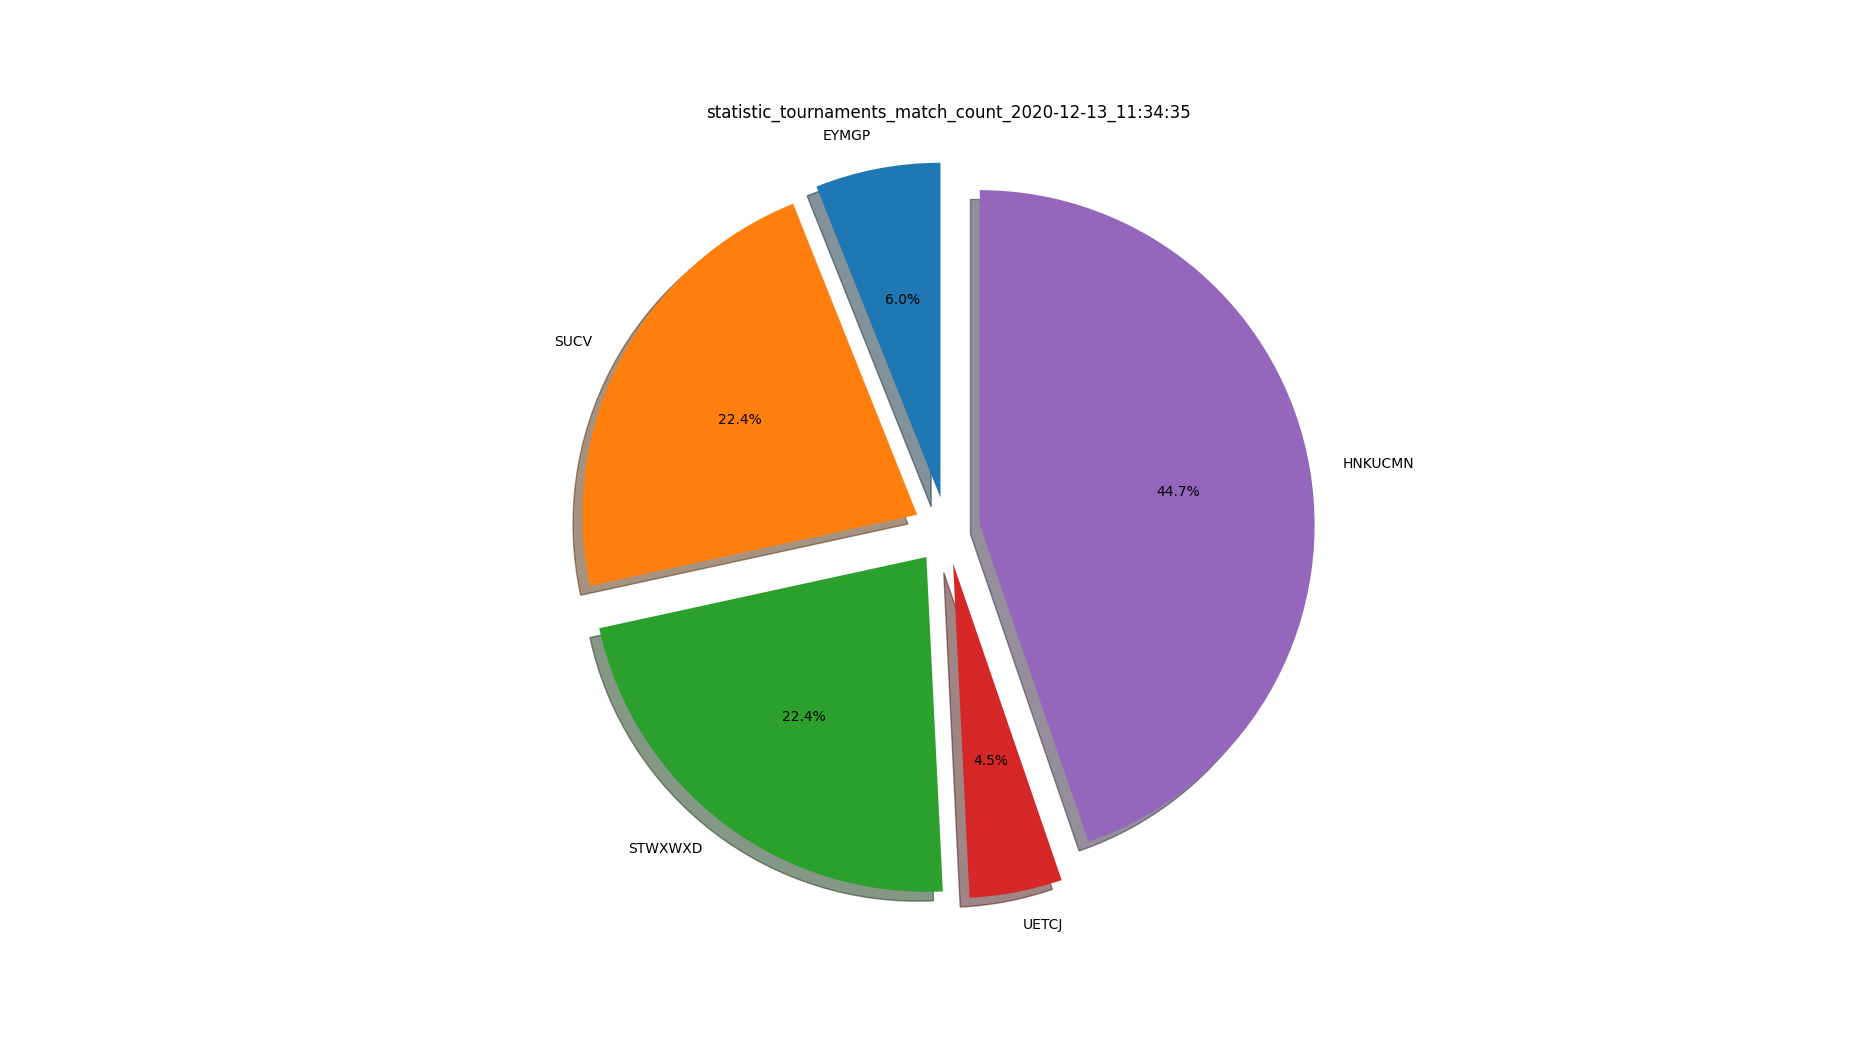 statistic_tournaments_match_count_2020-12-13_11:34:35
EYMGP
6.0%
SUCV
22.4%
HNKUCMN
44.7%
22.4%
STWXWXD
4.5%
UETCJ